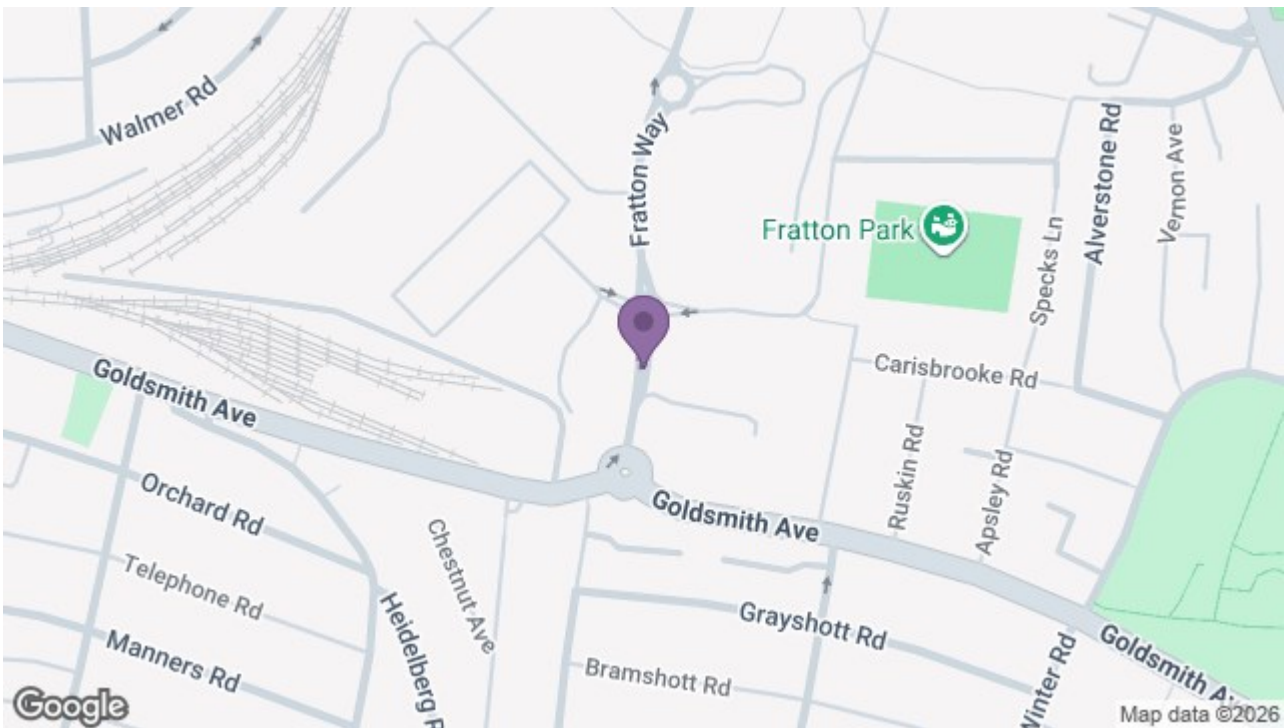 Walmer Rd
Fratton Way
Alverstone Rd
Vernon Ave
Fratton Park
Specks Ln
Carisbrooke Rd
Goldsmith Ave
Ruskin Rd
Apsley Rd
Orchard Rd
Goldsmith Ave
Chestnut Ave
Telephone Rd
Heidelberg R
Grayshott Rd
Manners Rd
Bramshott Rd
Winter Rd
Goldsmith Av
Google
Map data ©2026